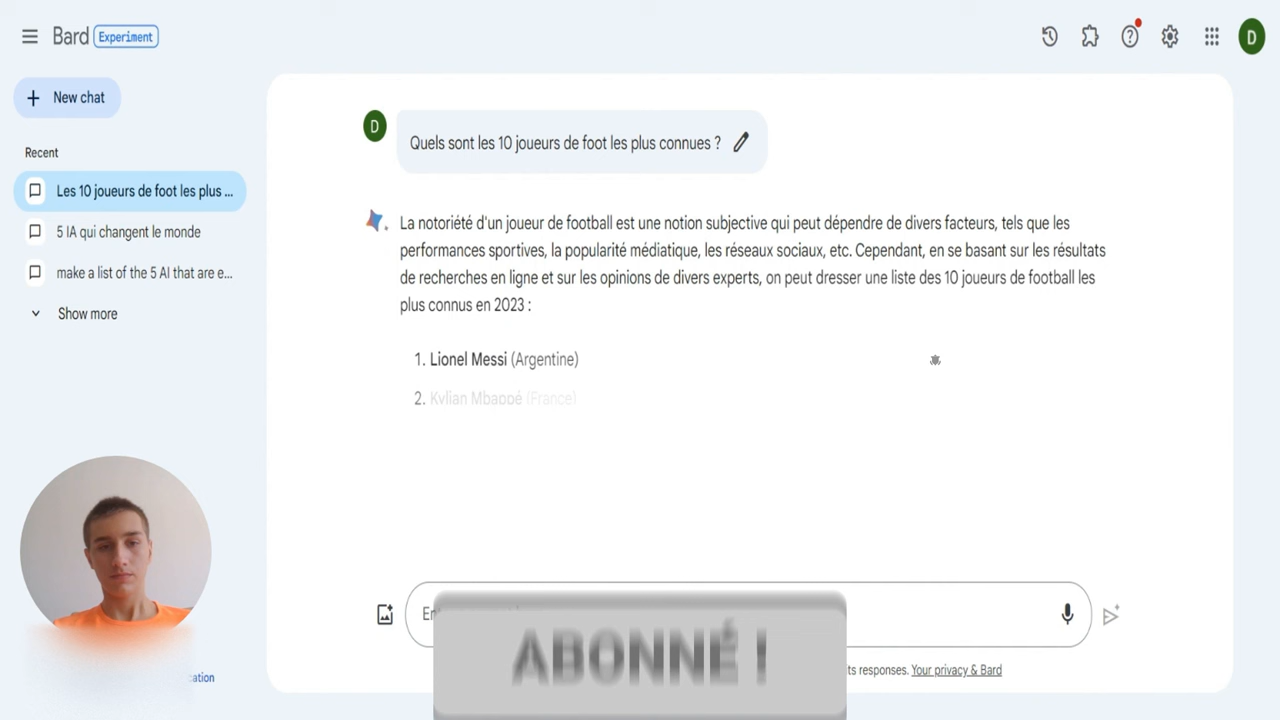 Bard Experiment
D
New chat
Recent
Les 10 joueurs de foot les plus ...
5 IA qui changent le monde
make a list of the 5 AI that are e...
Show more
D
Quels sont les 10 joueurs de foot les plus connues ?
La notoriété d'un joueur de football est une notion subjective qui peut dépendre de divers facteurs, tels que les
performances sportives, la popularité médiatique, les réseaux sociaux, etc. Cependant, en se basant sur les résultats
de recherches en ligne et sur les opinions de divers experts, on peut dresser une liste des 10 joueurs de football les
plus connus en 2023 :
1. Lionel Messi (Argentine)
2. Kylian Mbappé (France)
ABONNÉ !
responses. Your privacy & Bard